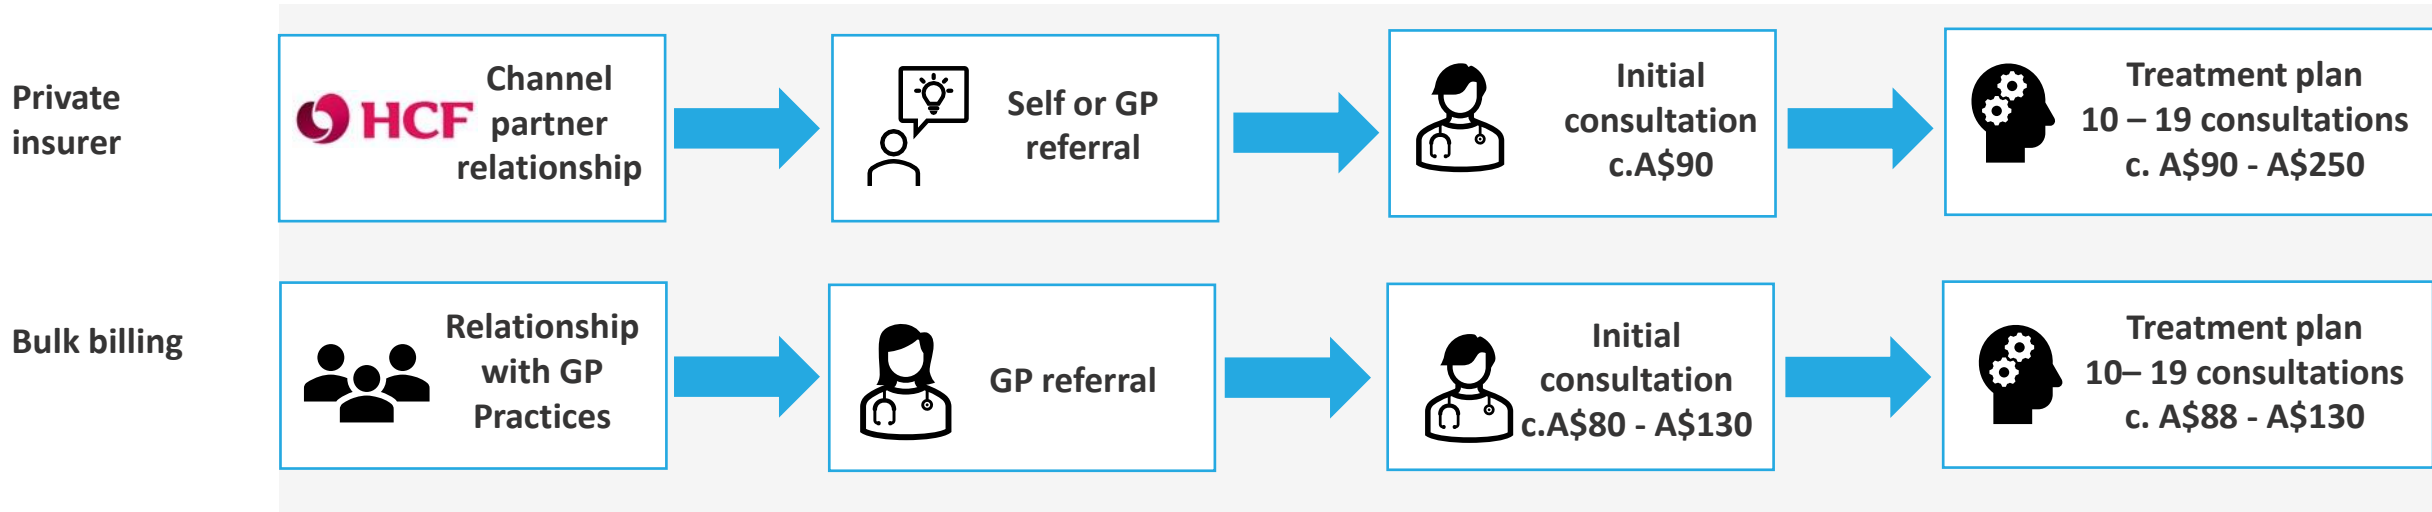 Private
insurer
HCF
Channel
partner
relationship
Self or GP
referral
Initial
consultation
c.A$90
Treatment plan
10 – 19 consultations
c. A$90 - A$250
Bulk billing
Relationship
with GP
Practices
GP referral
Initial
consultation
c.A$80 - A$130
Treatment plan
10– 19 consultations
c. A$88 - A$130